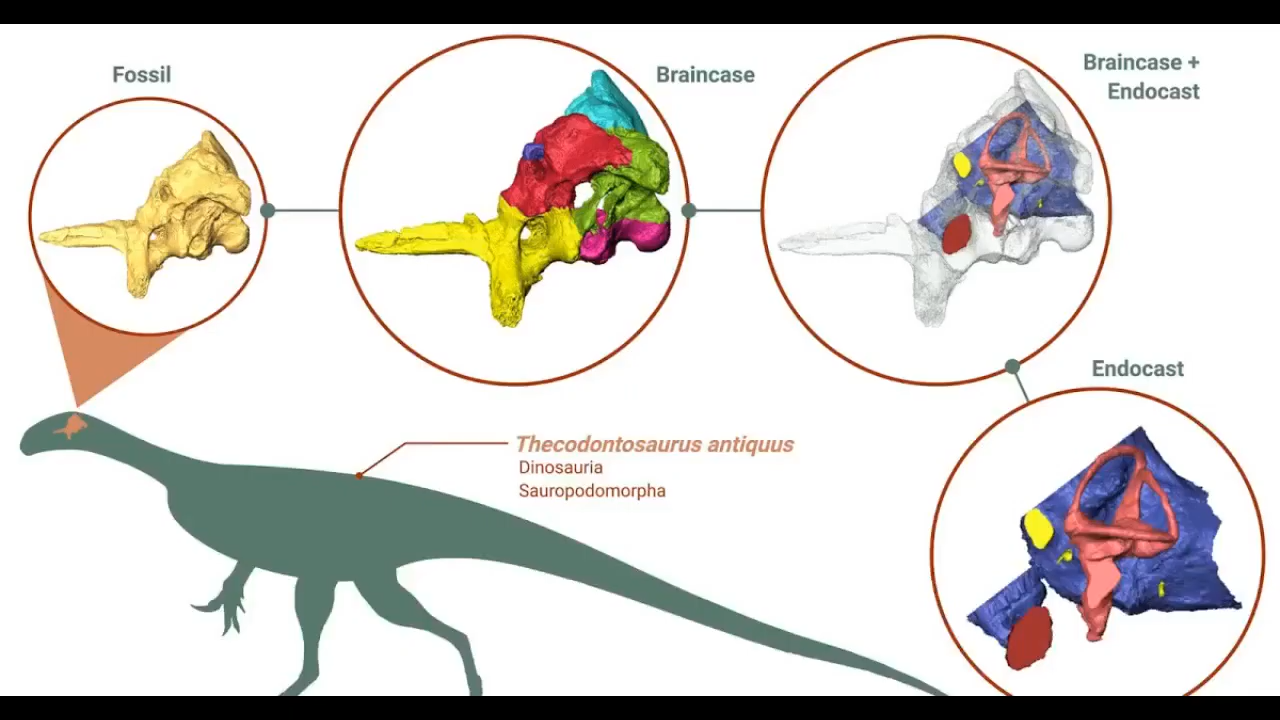 Fossil
Braincase
Braincase +
Endocast
Endocast
Thecodontosaurus antiquus
Dinosauria
Sauropodomorpha